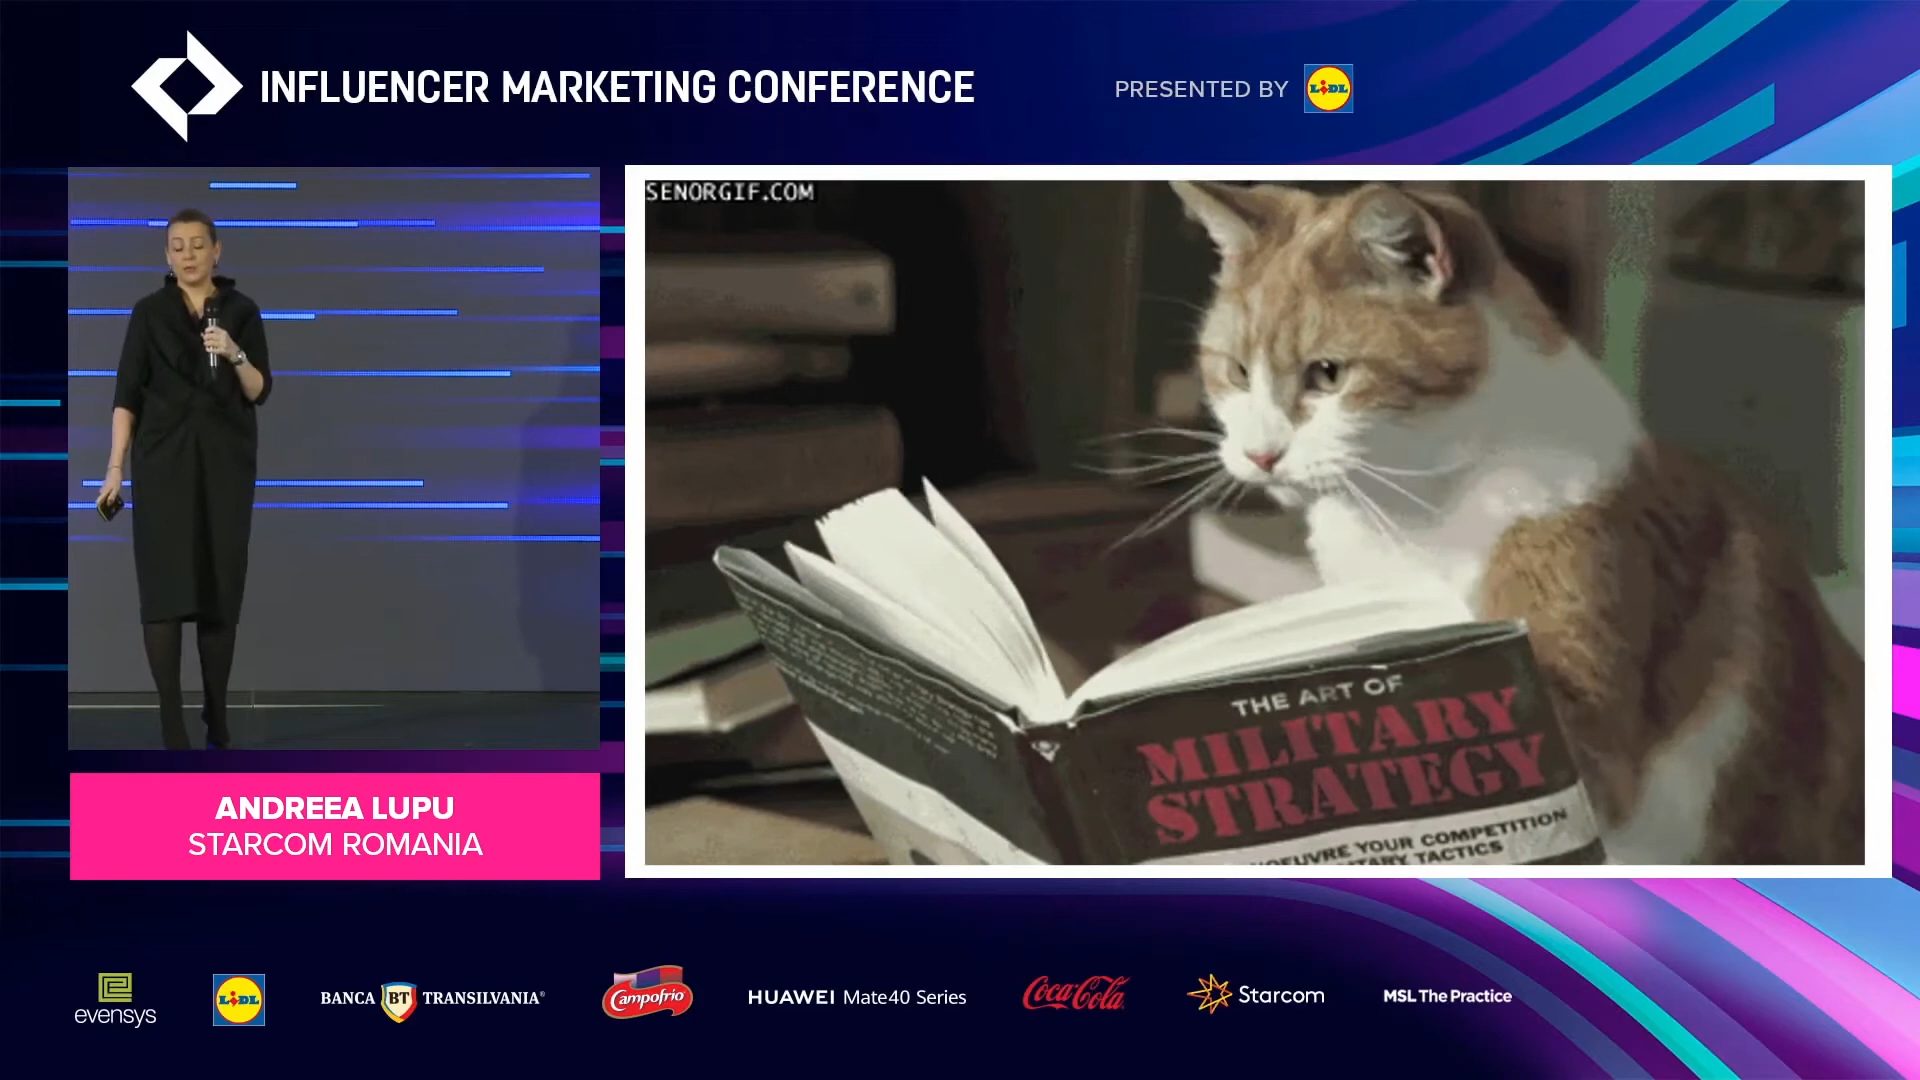 INFLUENCER MARKETING CONFERENCE
PRESENTED BY
LIDL
SENORGIF.COM
THE ART OF
MILITARY
STRATEGY
YOUR COMPETITION
TACTICS
ANDREEA LUPU
STARCOM ROMANIA
evensys
LIDL
BANCA BT TRANSILVANIA®
Campofrio
HUAWEI Mate40 Series
Coca-Cola
Starcom
MSL The Practice